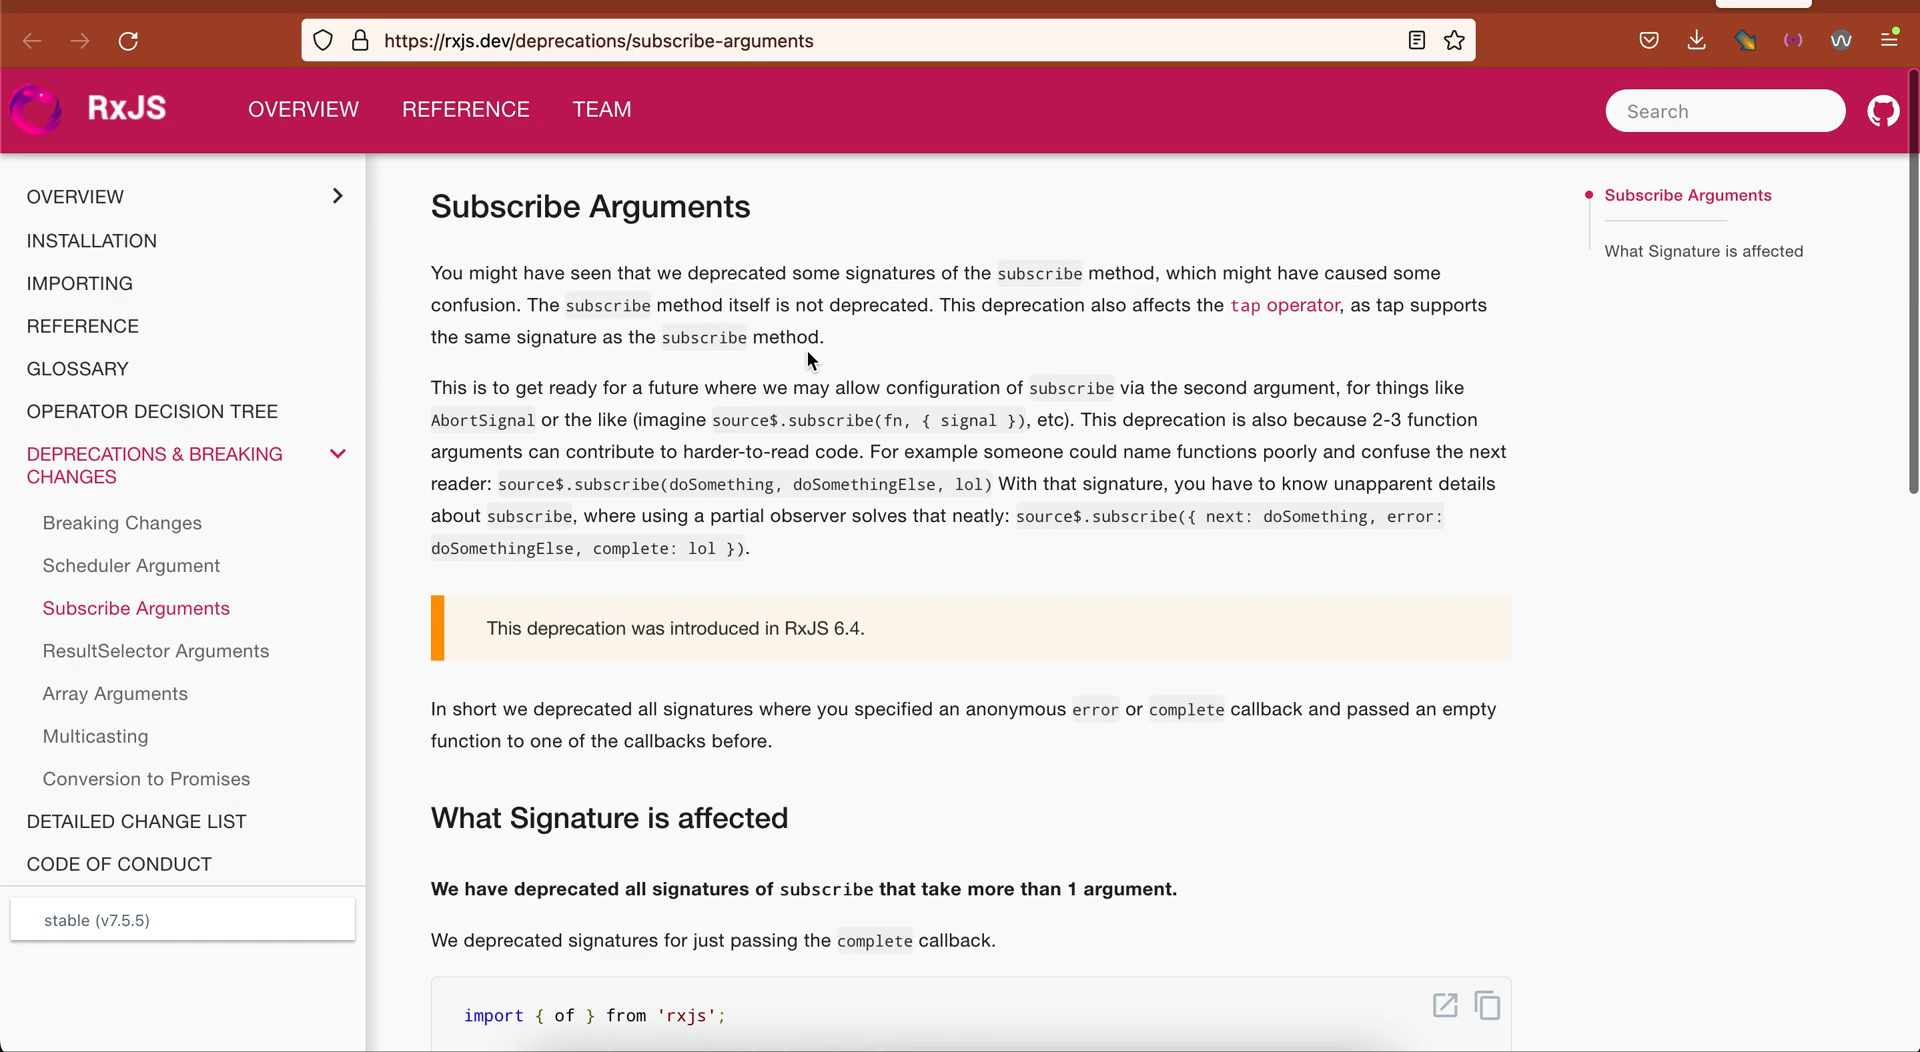 https://rxjs.dev/deprecations/subscribe-arguments
RxJS
OVERVIEW
REFERENCE
TEAM
Search
OVERVIEW
INSTALLATION
IMPORTING
REFERENCE
GLOSSARY
OPERATOR DECISION TREE
DEPRECATIONS & BREAKING
CHANGES
Breaking Changes
Scheduler Argument
Subscribe Arguments
ResultSelector Arguments
Array Arguments
Multicasting
Conversion to Promises
DETAILED CHANGE LIST
CODE OF CONDUCT
stable (v7.5.5)
Subscribe Arguments
You might have seen that we deprecated some signatures of the subscribe method, which might have caused some
confusion. The subscribe method itself is not deprecated. This deprecation also affects the tap operator, as tap supports
the same signature as the subscribe method.
This is to get ready for a future where we may allow configuration of subscribe via the second argument, for things like
AbortSignal or the like (imagine source$.subscribe(fn, { signal }), etc). This deprecation is also because 2-3 function
arguments can contribute to harder-to-read code. For example someone could name functions poorly and confuse the next
reader: source$.subscribe(doSomething, doSomethingElse, lol) With that signature, you have to know unapparent details
about subscribe, where using a partial observer solves that neatly: source$.subscribe({ next: doSomething, error:
doSomethingElse, complete: lol }).
This deprecation was introduced in RxJS 6.4.
In short we deprecated all signatures where you specified an anonymous error or complete callback and passed an empty
function to one of the callbacks before.
What Signature is affected
We have deprecated all signatures of subscribe that take more than 1 argument.
We deprecated signatures for just passing the complete callback.
import { of } from 'rxjs';
Subscribe Arguments
What Signature is affected